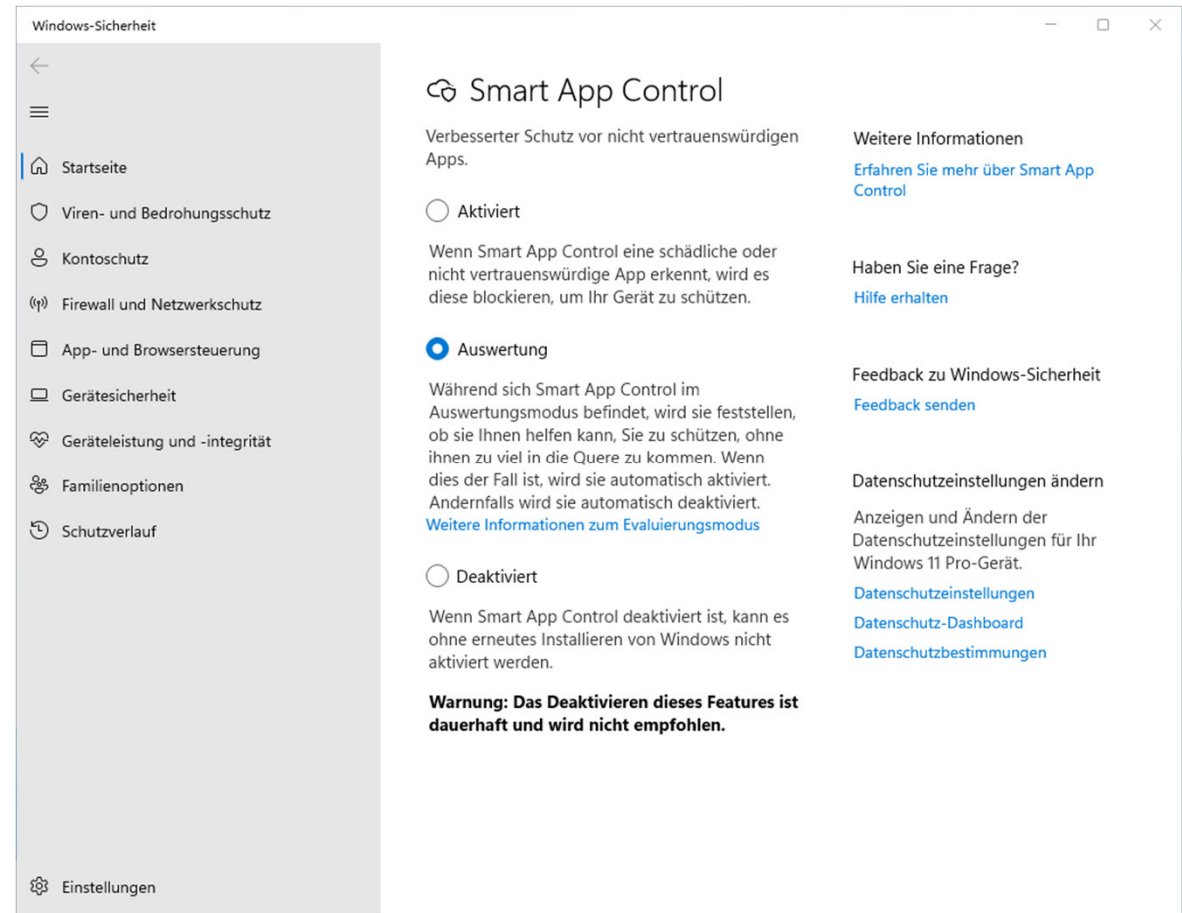 Windows-Sicherheit
Startseite
Viren- und Bedrohungsschutz
Kontoschutz
Firewall und Netzwerkschutz
App- und Browsersteuerung
Gerätesicherheit
Geräteleistung und -integrität
Familienoptionen
Schutzverlauf
Einstellungen
Smart App Control
Verbesserter Schutz vor nicht vertrauenswürdigen
Apps.
Aktiviert
Wenn Smart App Control eine schädliche oder
nicht vertrauenswürdige App erkennt, wird es
diese blockieren, um Ihr Gerät zu schützen.
Auswertung
Während sich Smart App Control im
Auswertungsmodus befindet, wird sie feststellen,
ob sie Ihnen helfen kann, Sie zu schützen, ohne
ihnen zu viel in die Quere zu kommen. Wenn
dies der Fall ist, wird sie automatisch aktiviert.
Andernfalls wird sie automatisch deaktiviert.
Weitere Informationen zum Evaluierungsmodus
Deaktiviert
Wenn Smart App Control deaktiviert ist, kann es
ohne erneutes Installieren von Windows nicht
aktiviert werden.
Warnung: Das Deaktivieren dieses Features ist
dauerhaft und wird nicht empfohlen.
Weitere Informationen
Erfahren Sie mehr über Smart App
Control
Haben Sie eine Frage?
Hilfe erhalten
Feedback zu Windows-Sicherheit
Feedback senden
Datenschutzeinstellungen ändern
Anzeigen und Ändern der
Datenschutzeinstellungen für Ihr
Windows 11 Pro-Gerät.
Datenschutzeinstellungen
Datenschutz-Dashboard
Datenschutzbestimmungen